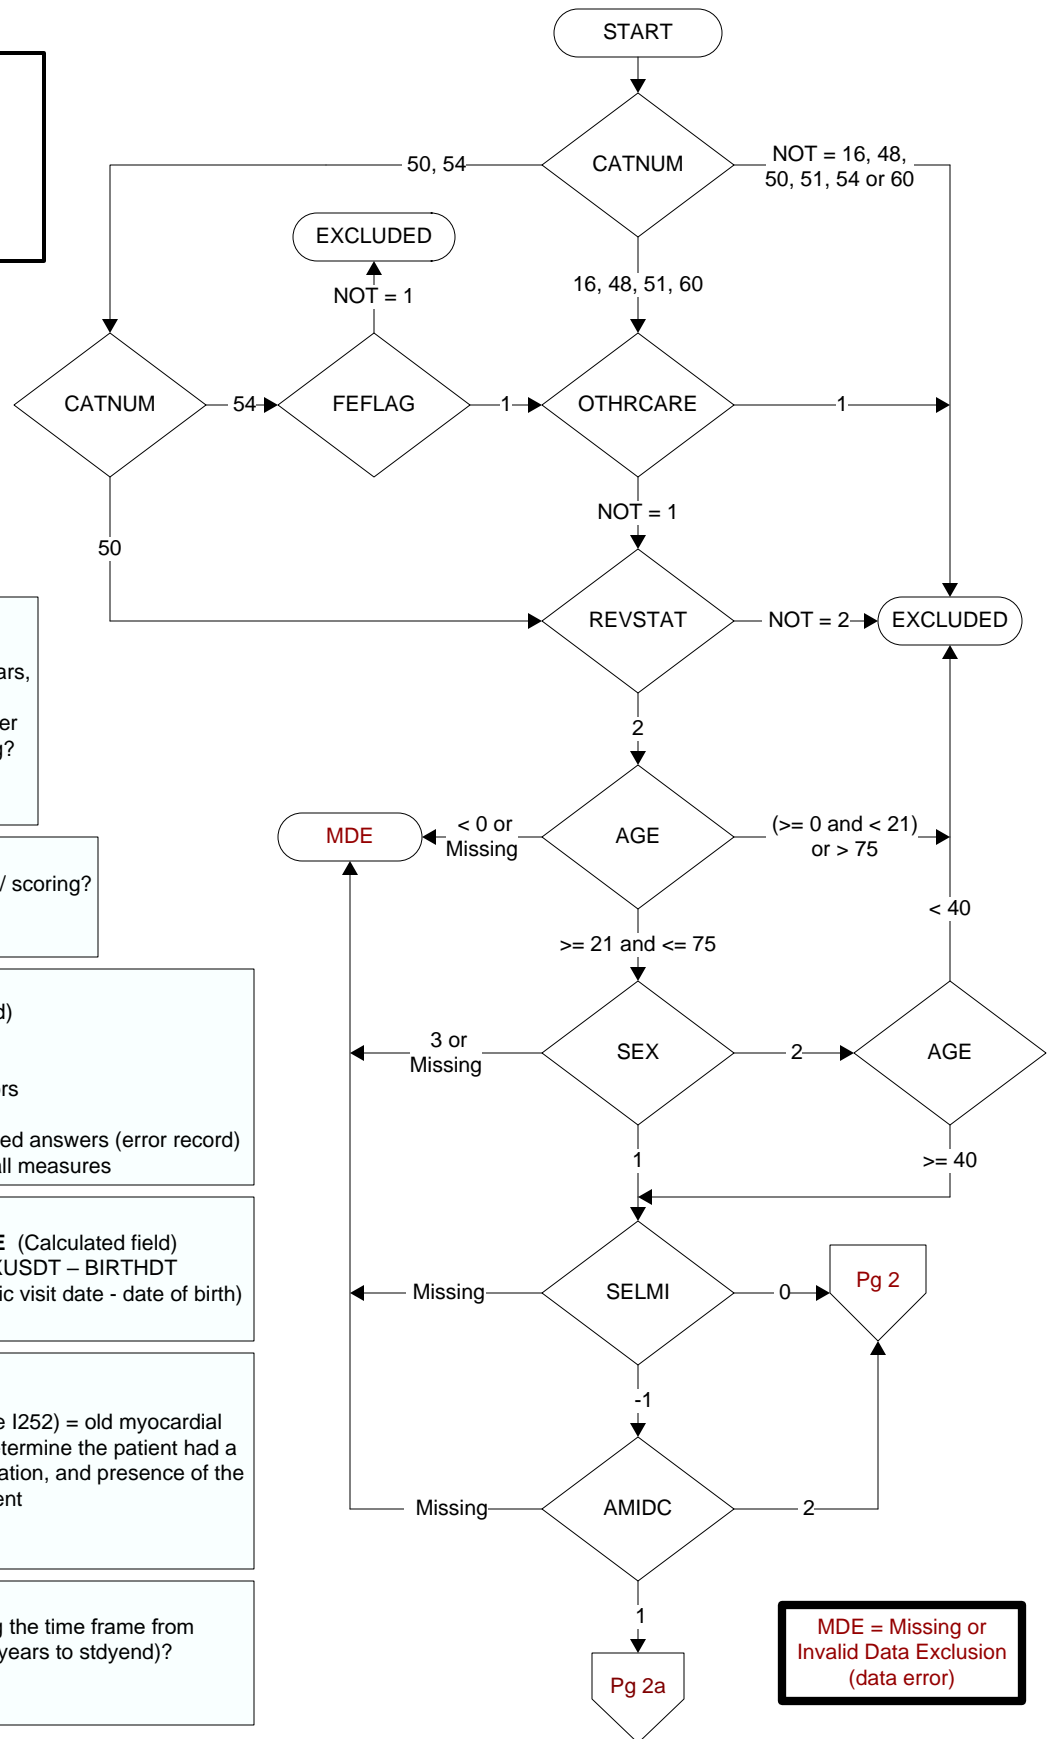 START
CATNUM
50, 54
NOT = 16, 48,
50, 51, 54 or 60
EXCLUDED
NOT = 1
16, 48, 51, 60
CATNUM
54
FEFLAG
1
OTHRCARE
1
NOT = 1
50
REVSTAT
NOT = 2
EXCLUDED
2
ars,
er
g?
MDE
< 0 or
Missing
AGE
(>= 0 and < 21)
or > 75
/ scoring?
< 40
>= 21 and <= 75
d)
rs
ed answers (error record)
all measures
3 or
Missing
SEX
2
AGE
1
>= 40
E (Calculated field)
XUSDT – BIRTHDT
ic visit date - date of birth)
Missing
SELMI
0
Pg 2
-1
e I252) = old myocardial
etermine the patient had a
ation, and presence of the
ent
Missing
AMIDC
2
1
g the time frame from
years to stdyend)?
Pg 2a
MDE = Missing or
Invalid Data Exclusion
(data error)